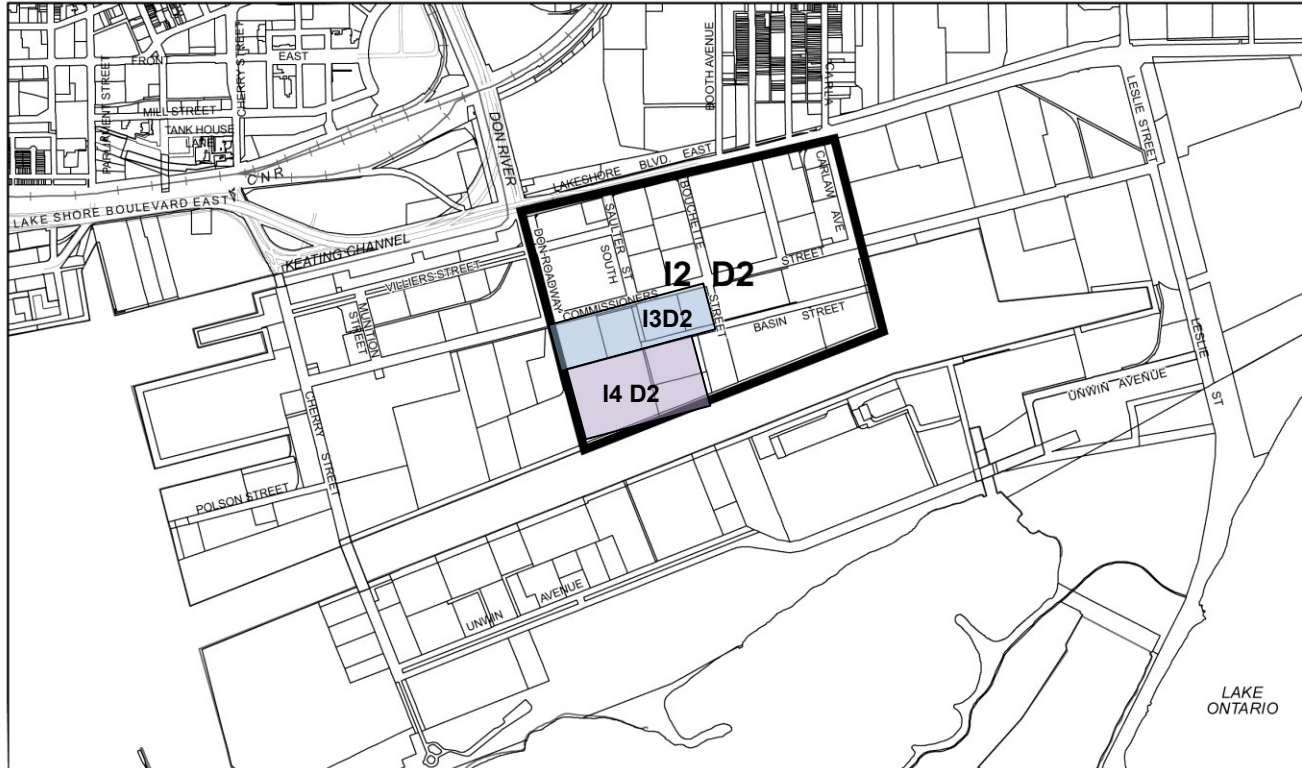 FRONT
EAST
PARLIAMENT STREET
CHERRY STREET
MILL STREET
TANK HOUSE
LANE
CNR
LAKE SHORE BOULEVARD EAST
DON RIVER
BOOTH AVENUE
CARLA
LESLIE STREET
LAKESHORE BLVD. EAST
KEATING CHANNEL
VILLIERS STREET
MUNITION
STREET
DON ROADWAY
SAULTER ST
SOUTH
BOUCHETTE
STREET
CARLAW AVE
I2 D2
COMMISSIONERS
STREET
I3D2
BASIN STREET
I4 D2
CHERRY STREET
POLSON STREET
UNWIN AVENUE
UNWIN AVENUE
LESLIE ST
LAKE
ONTARIO